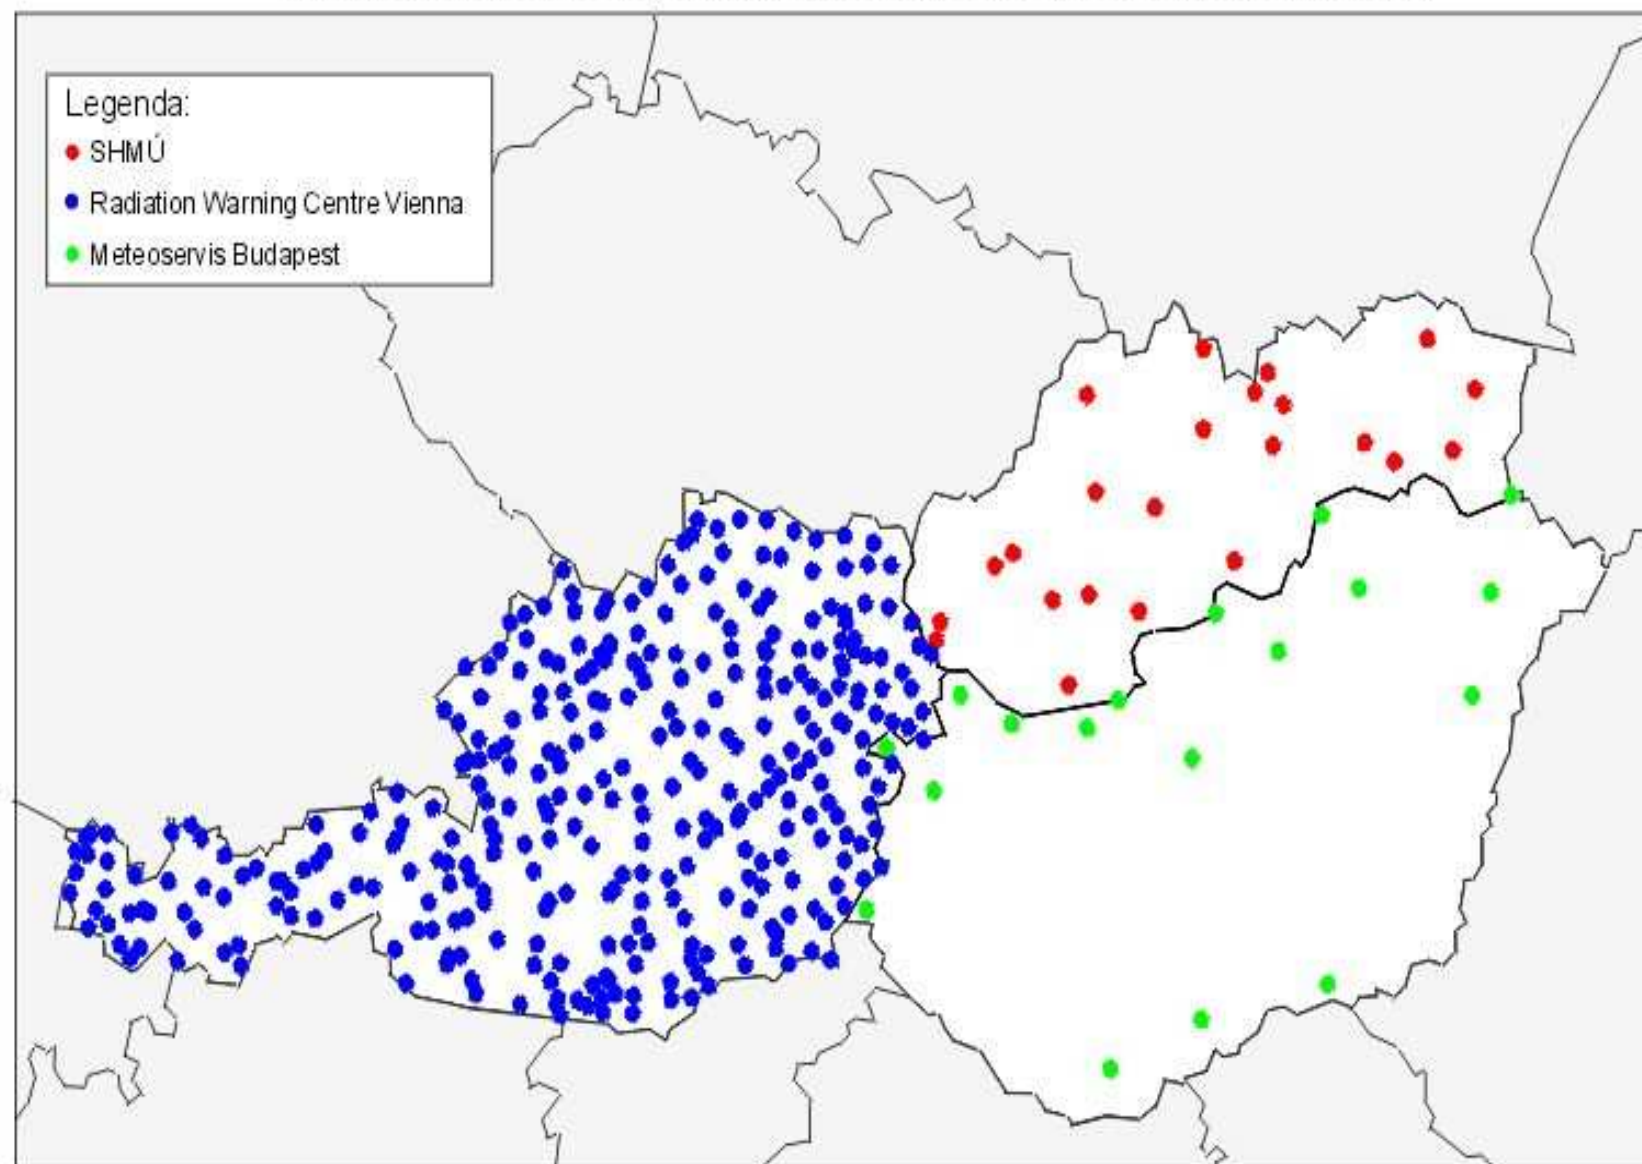 Legenda:
SHMÚ
Radiation Warning Centre Vienna
Meteoservis Budapest